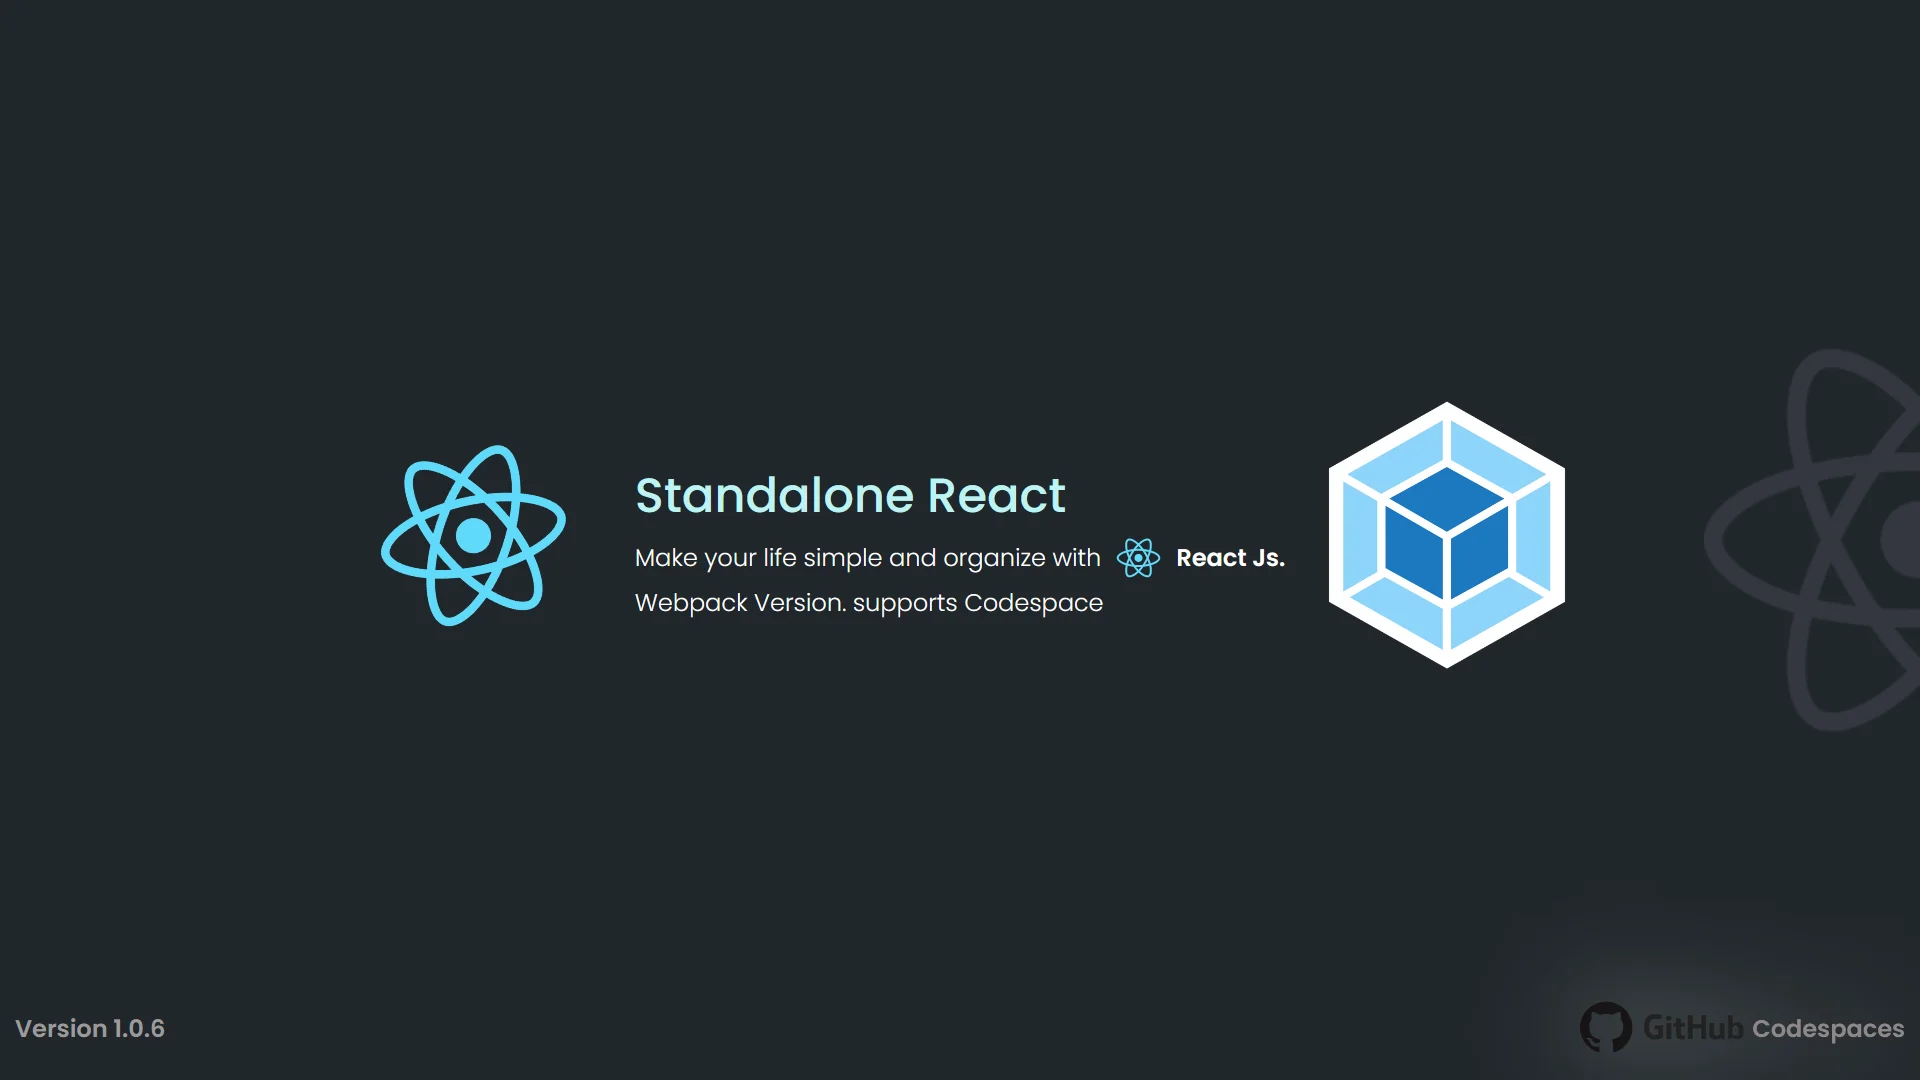 Standalone React
Make your life simple and organize with React Js.
Webpack Version. supports Codespace
Version 1.0.6
GitHub Codespaces